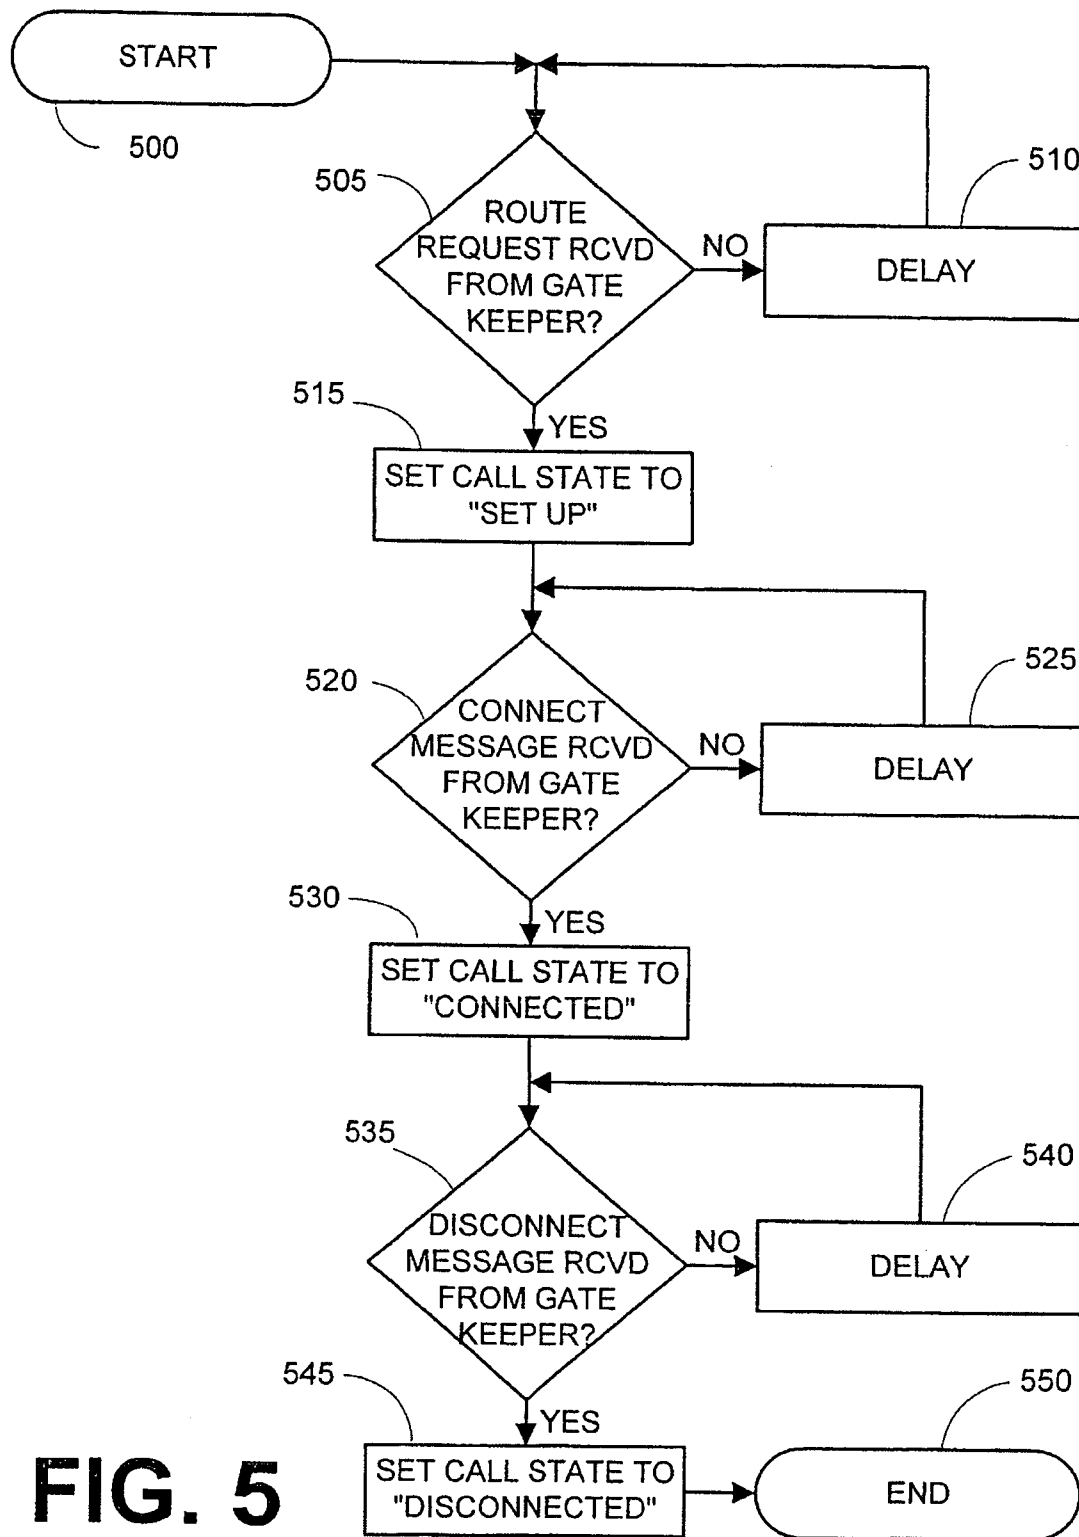 START
500
505
ROUTE
REQUEST RCVD
FROM GATE
KEEPER?
NO
510
DELAY
YES
515
SET CALL STATE TO
"SET UP"
520
CONNECT
MESSAGE RCVD
FROM GATE
KEEPER?
NO
525
DELAY
YES
530
SET CALL STATE TO
"CONNECTED"
535
DISCONNECT
MESSAGE RCVD
FROM GATE
KEEPER?
NO
540
DELAY
YES
545
SET CALL STATE TO
"DISCONNECTED"
550
END
FIG. 5